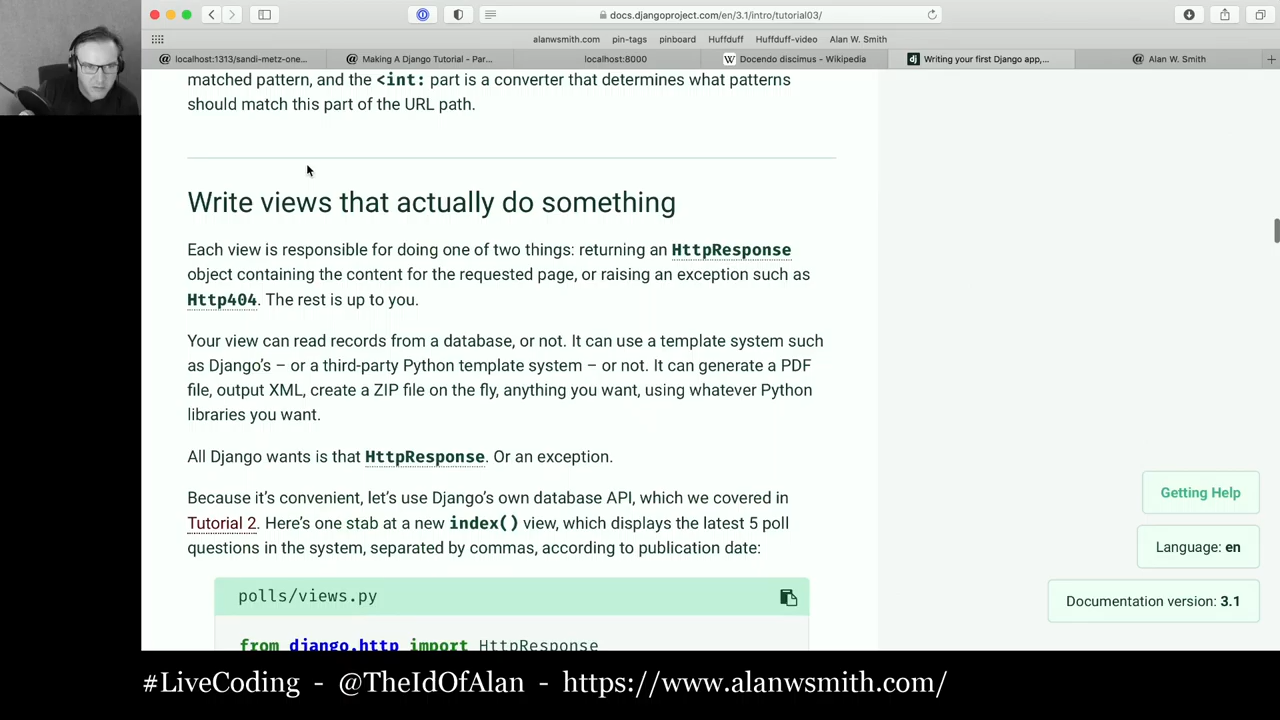 docs.djangoproject.com/en/3.1/intro/tutorial03/
alanwsmith.com pin-tags pinboard Huffduff Huffduff-video Alan W. Smith
localhost:1313/sandi-metz-one... Making A Django Tutorial - Par... localhost:8000 Docendo discimus - Wikipedia dj Writing your first Django app,... Alan W. Smith
matched pattern, and the <int: part is a converter that determines what patterns
should match this part of the URL path.
Write views that actually do something
Each view is responsible for doing one of two things: returning an HttpResponse
object containing the content for the requested page, or raising an exception such as
Http404. The rest is up to you.
Your view can read records from a database, or not. It can use a template system such
as Django’s – or a third-party Python template system – or not. It can generate a PDF
file, output XML, create a ZIP file on the fly, anything you want, using whatever Python
libraries you want.
All Django wants is that HttpResponse. Or an exception.
Because it’s convenient, let’s use Django’s own database API, which we covered in
Tutorial 2. Here’s one stab at a new index() view, which displays the latest 5 poll
questions in the system, separated by commas, according to publication date:
polls/views.py
from django.http import HttpResponse
Getting Help
Language: en
Documentation version: 3.1
#LiveCoding - @TheIdOfAlan - https://www.alanwsmith.com/